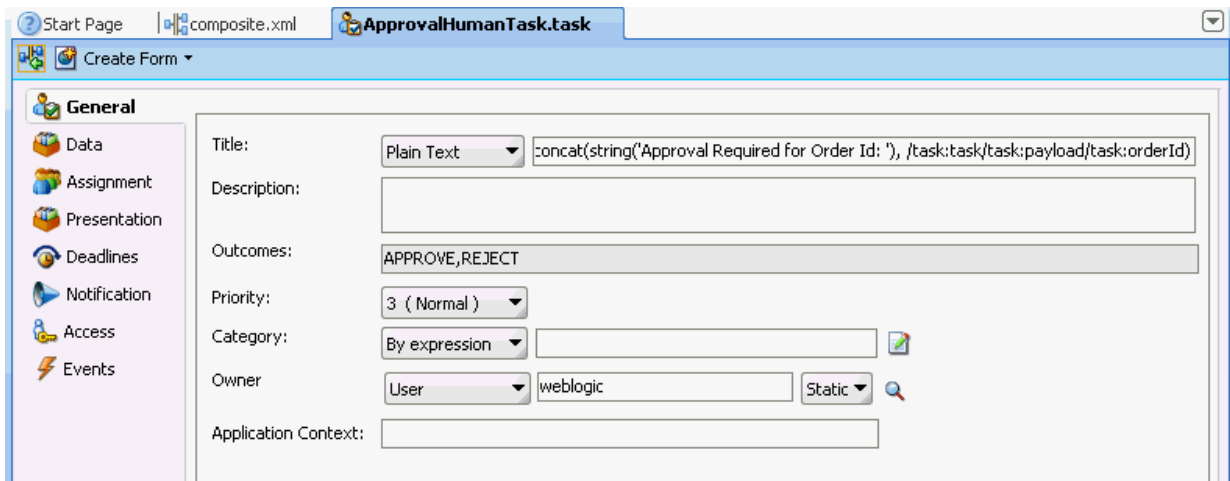 Start Page composite.xml ApprovalHumanTask.task
Create Form
General
Data
Assignment
Presentation
Deadlines
Notification
Access
Events
Title: Plain Text concat(string('Approval Required for Order Id: '), /task:task/task:payload/task:orderId)
Description:
Outcomes: APPROVE,REJECT
Priority: 3 ( Normal )
Category: By expression
Owner User weblogic Static
Application Context: